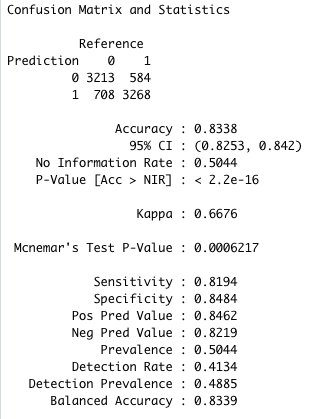 Confusion Matrix and Statistics
Reference
Prediction 0 1
0 3213 584
1 708 3268
Accuracy : 0.8338
95% CI : (0.8253, 0.842)
No Information Rate : 0.5044
P-Value [Acc > NIR] : < 2.2e-16
Kappa : 0.6676
Mcnemar's Test P-Value : 0.0006217
Sensitivity : 0.8194
Specificity : 0.8484
Pos Pred Value : 0.8462
Neg Pred Value : 0.8219
Prevalence : 0.5044
Detection Rate : 0.4134
Detection Prevalence : 0.4885
Balanced Accuracy : 0.8339